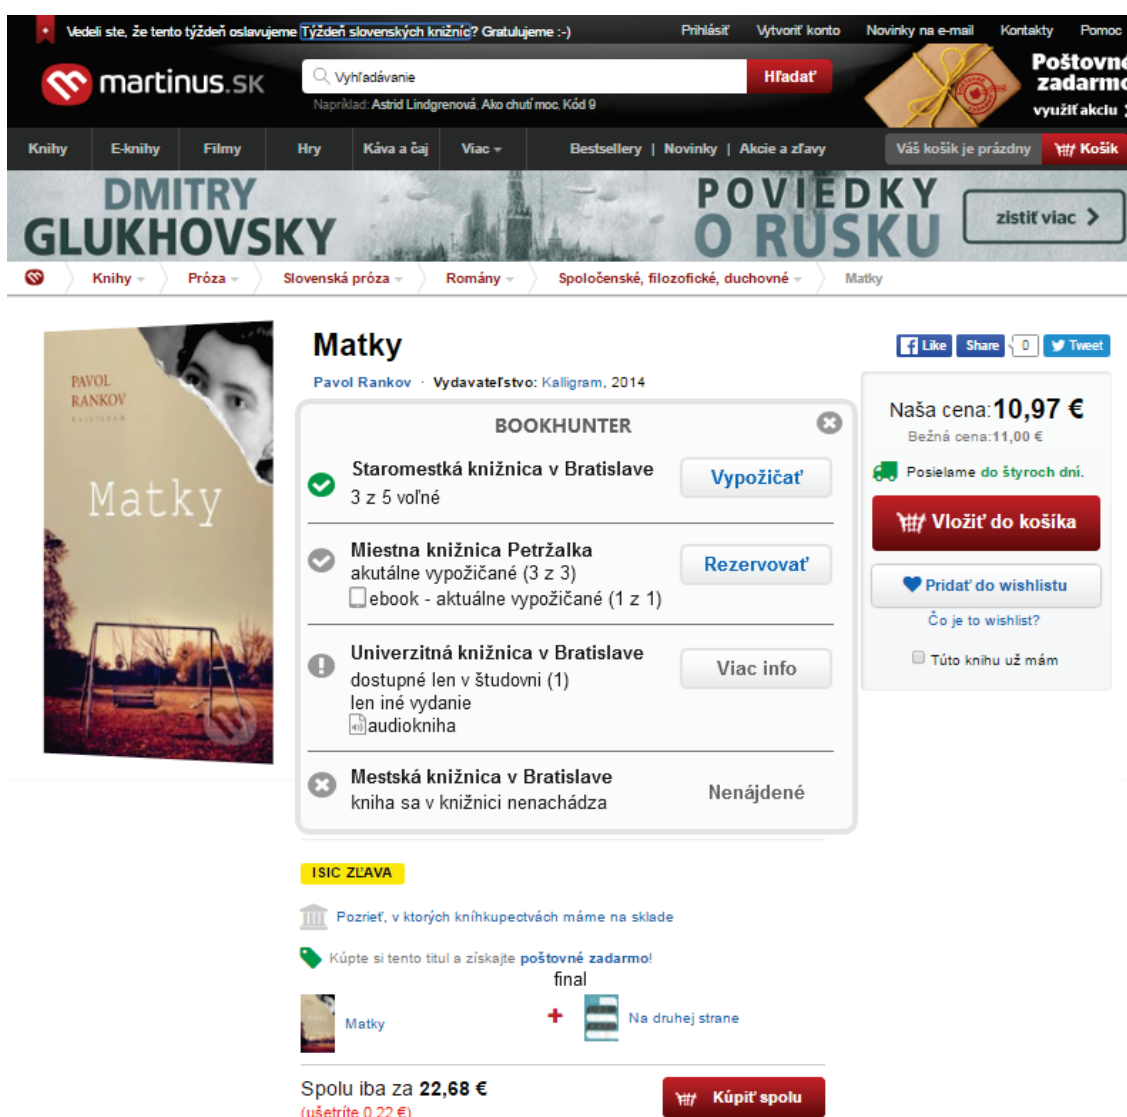 Vedeli ste, že tento týždeň oslavujeme Týždeň slovenských knižníc? Gratulujeme :-)
Prihlásiť Vytvoriť konto Novinky na e-mail Kontakty Pomoc
martinus.sk
Vyhľadávanie
Hľadať
Napríklad: Astrid Lindgrenová, Ako chutí moc, Kód 9
Poštovné
zadarmo
využiť akciu
Knihy E-knihy Filmy Hry Káva a čaj Viac
Bestsellery | Novinky | Akcie a zľavy
Váš košík je prázdny Košík
DMITRY
GLUKHOVSKY
POVIEDKY
O RUSKU
zistiť viac
Knihy Próza Slovenská próza Romány Spoločenské, filozofické, duchovné Matky
PAVOL
RANKOV
KALLIGRAM
Matky
Matky
Pavol Rankov · Vydavateľstvo: Kalligram, 2014
Like Share 0 Tweet
BOOKHUNTER
Staromestká knižnica v Bratislave
3 z 5 voľné
Vypožičať
Miestna knižnica Petržalka
akutálne vypožičané (3 z 3)
ebook - aktuálne vypožičané (1 z 1)
Rezervovať
Univerzitná knižnica v Bratislave
dostupné len v študovni (1)
len iné vydanie
audiokniha
Viac info
Mestská knižnica v Bratislave
kniha sa v knižnici nenachádza
Nenájdené
Naša cena:10,97 €
Bežná cena:11,00 €
Posielame do štyroch dní.
Vložiť do košíka
Pridať do wishlistu
Čo je to wishlist?
Túto knihu už mám
ISIC ZĽAVA
Pozrieť, v ktorých kníhkupectvách máme na sklade
Kúpte si tento titul a získajte poštovné zadarmo!
final
Matky + Na druhej strane
Spolu iba za 22,68 €
(ušetríte 0,22 €)
Kúpiť spolu